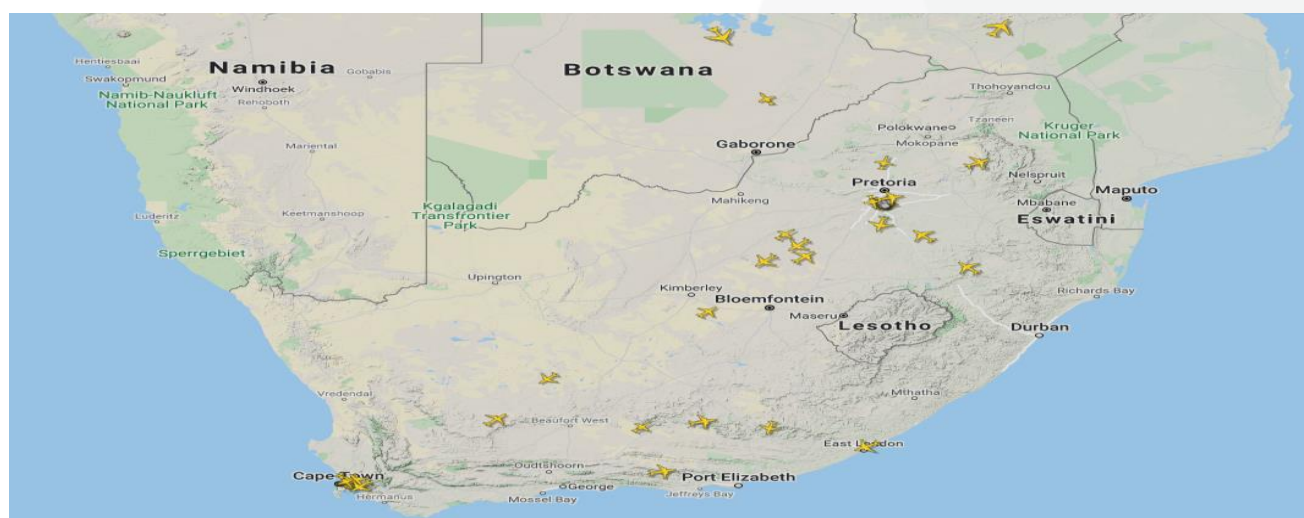 Hentiesbaai
Swakopmund
Namib-Naukluft
National Park
Namibia
Windhoek
Rehoboth
Gobabis
Botswana
Mariental
Gaborone
Thohoyandou
Tzaneen
Polokwane
Mokopane
Kruger
National Park
Pretoria
Nelspruit
Maputo
Mbabane
Eswatini
Luderitz
Keetmanshoop
Kgalagadi
Transfrontier
Park
Mahikeng
Sperrgebiet
Upington
Kimberley
Bloemfontein
Maseru
Lesotho
Richards Bay
Durban
Vredendal
Beaufort West
Mthatha
East London
Cape Town
Hermanus
Oudtshoorn
George
Mossel Bay
Port Elizabeth
Jeffreys Bay